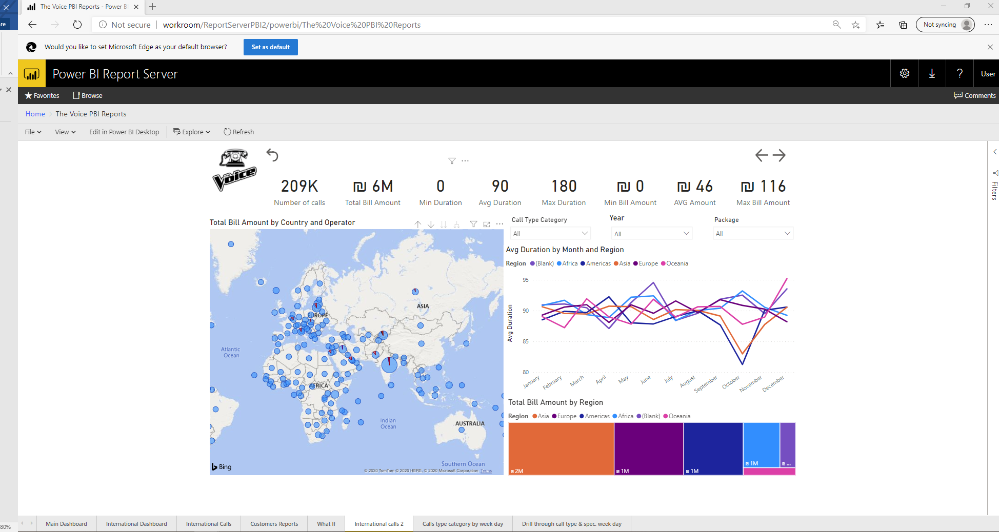 The Voice PBI Reports - Power B
Not secure
workroom/ReportServerPBI2/powerbi/The%20Voice%20PBI%20Reports
Not syncing
re
Would you like to set Microsoft Edge as your default browser?
Set as default
Power BI Report Server
?
User
Favorites
Browse
Comments
Home > The Voice PBI Reports
File
View
Edit in Power BI Desktop
Explore
Refresh
the Voice
Filters
209K
Number of calls
₪ 6M
Total Bill Amount
0
Min Duration
90
Avg Duration
180
Max Duration
₪ 0
Min Bill Amount
₪ 46
AVG Amount
₪ 116
Max Bill Amount
Total Bill Amount by Country and Operator
ASIA
EUROPE
Atlantic
Ocean
AFRICA
Indian
Ocean
AUSTRALIA
Southern Ocean
Bing
© 2020 TomTom © 2020 HERE, © 2020 Microsoft Corporation Terms
Call Type Category
All
Year
All
Package
All
Avg Duration by Month and Region
Region (Blank) Africa Americas Asia Europe Oceania
Avg Duration
95
90
85
80
January February March April May June July August September October November December
Total Bill Amount by Region
Region Asia Europe Americas Africa (Blank) Oceania
₪ 2M
₪ 1M
₪ 1M
₪ 1M
₪ ...
80%
Main Dashboard
International Dashboard
International Calls
Customers Reports
What If
International calls 2
Calls type category by week day
Drill through call type & spec. week day